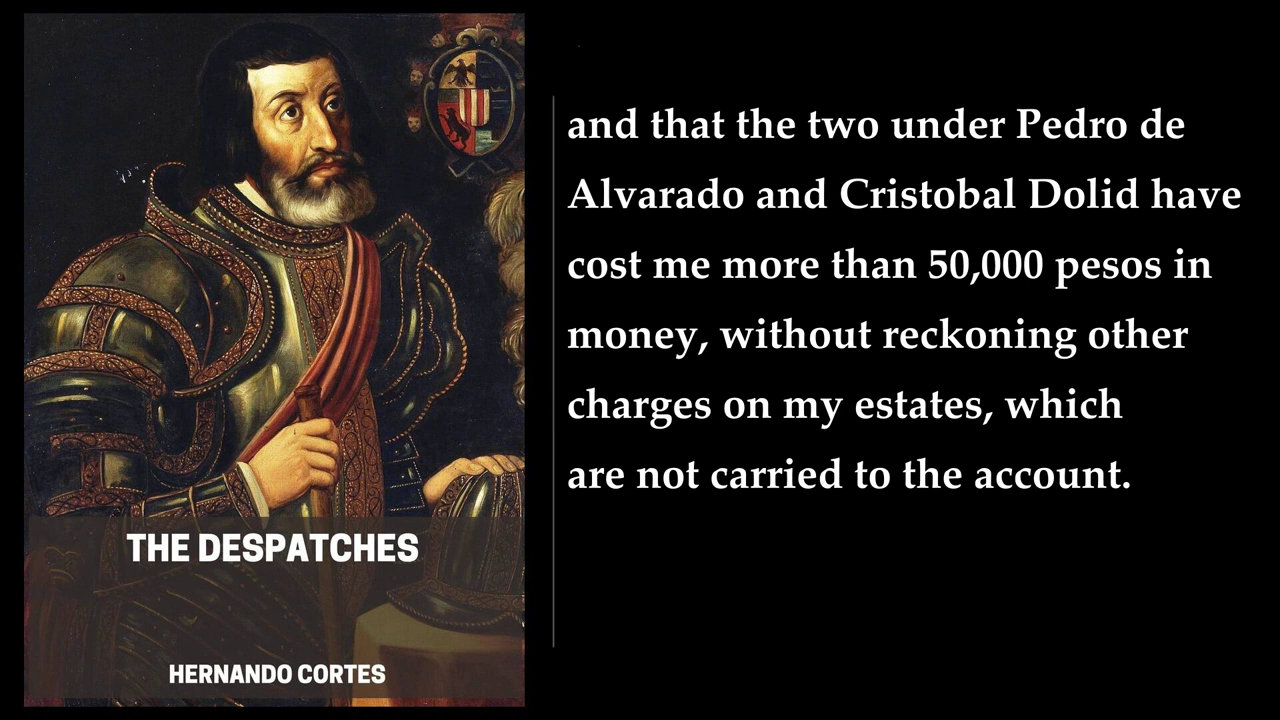 THE DESPATCHES
HERNANDO CORTES
and that the two under Pedro de
Alvarado and Cristobal Dolid have
cost me more than 50,000 pesos in
money, without reckoning other
charges on my estates, which
are not carried to the account.